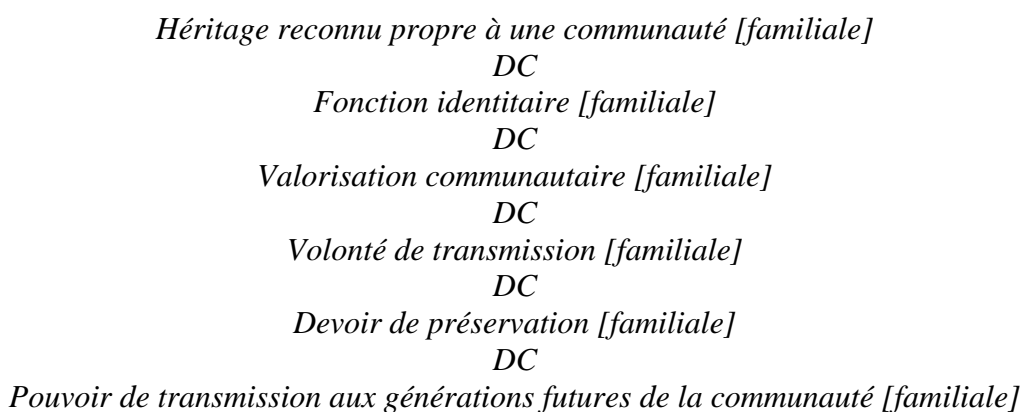 Héritage reconnu propre à une communauté [familiale]
DC
Fonction identitaire [familiale]
DC
Valorisation communautaire [familiale]
DC
Volonté de transmission [familiale]
DC
Devoir de préservation [familiale]
DC
Pouvoir de transmission aux générations futures de la communauté [familiale]